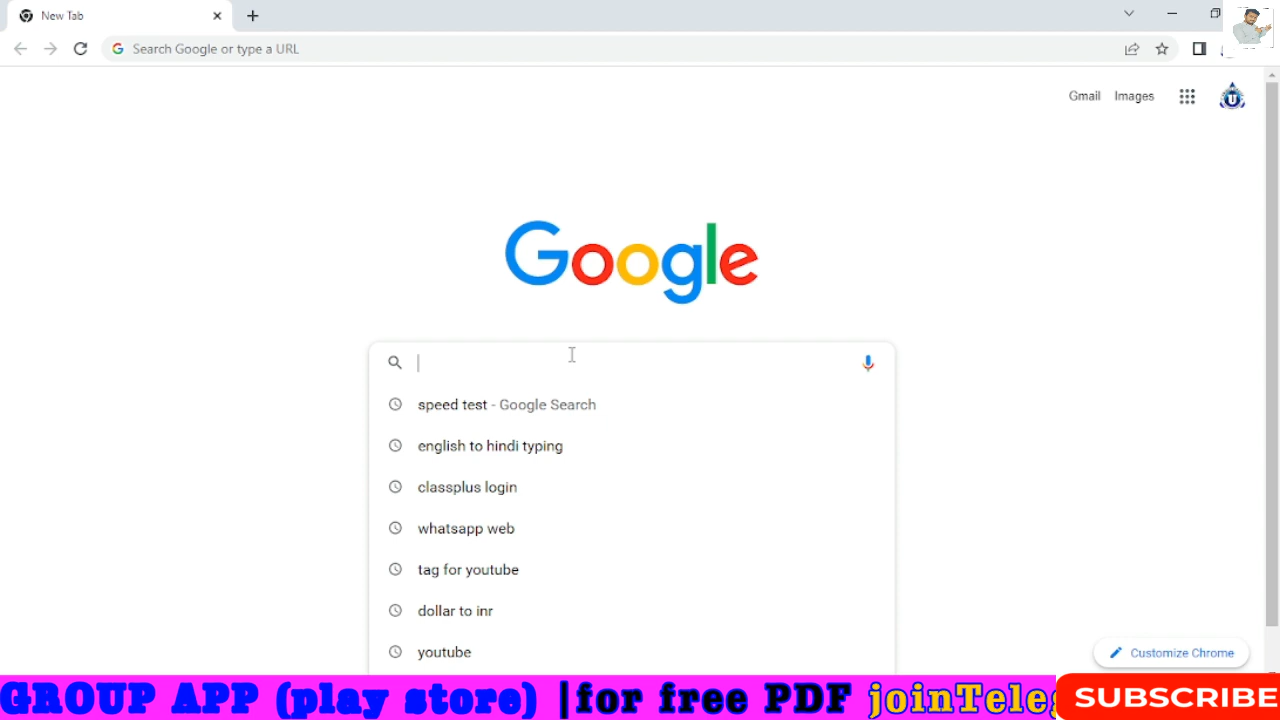 New Tab
Search Google or type a URL
Gmail Images
U
Google
speed test - Google Search
english to hindi typing
classplus login
whatsapp web
tag for youtube
dollar to inr
youtube
Customize Chrome
GROUP APP (play store) |for free PDF joinTeleg
SUBSCRIBE